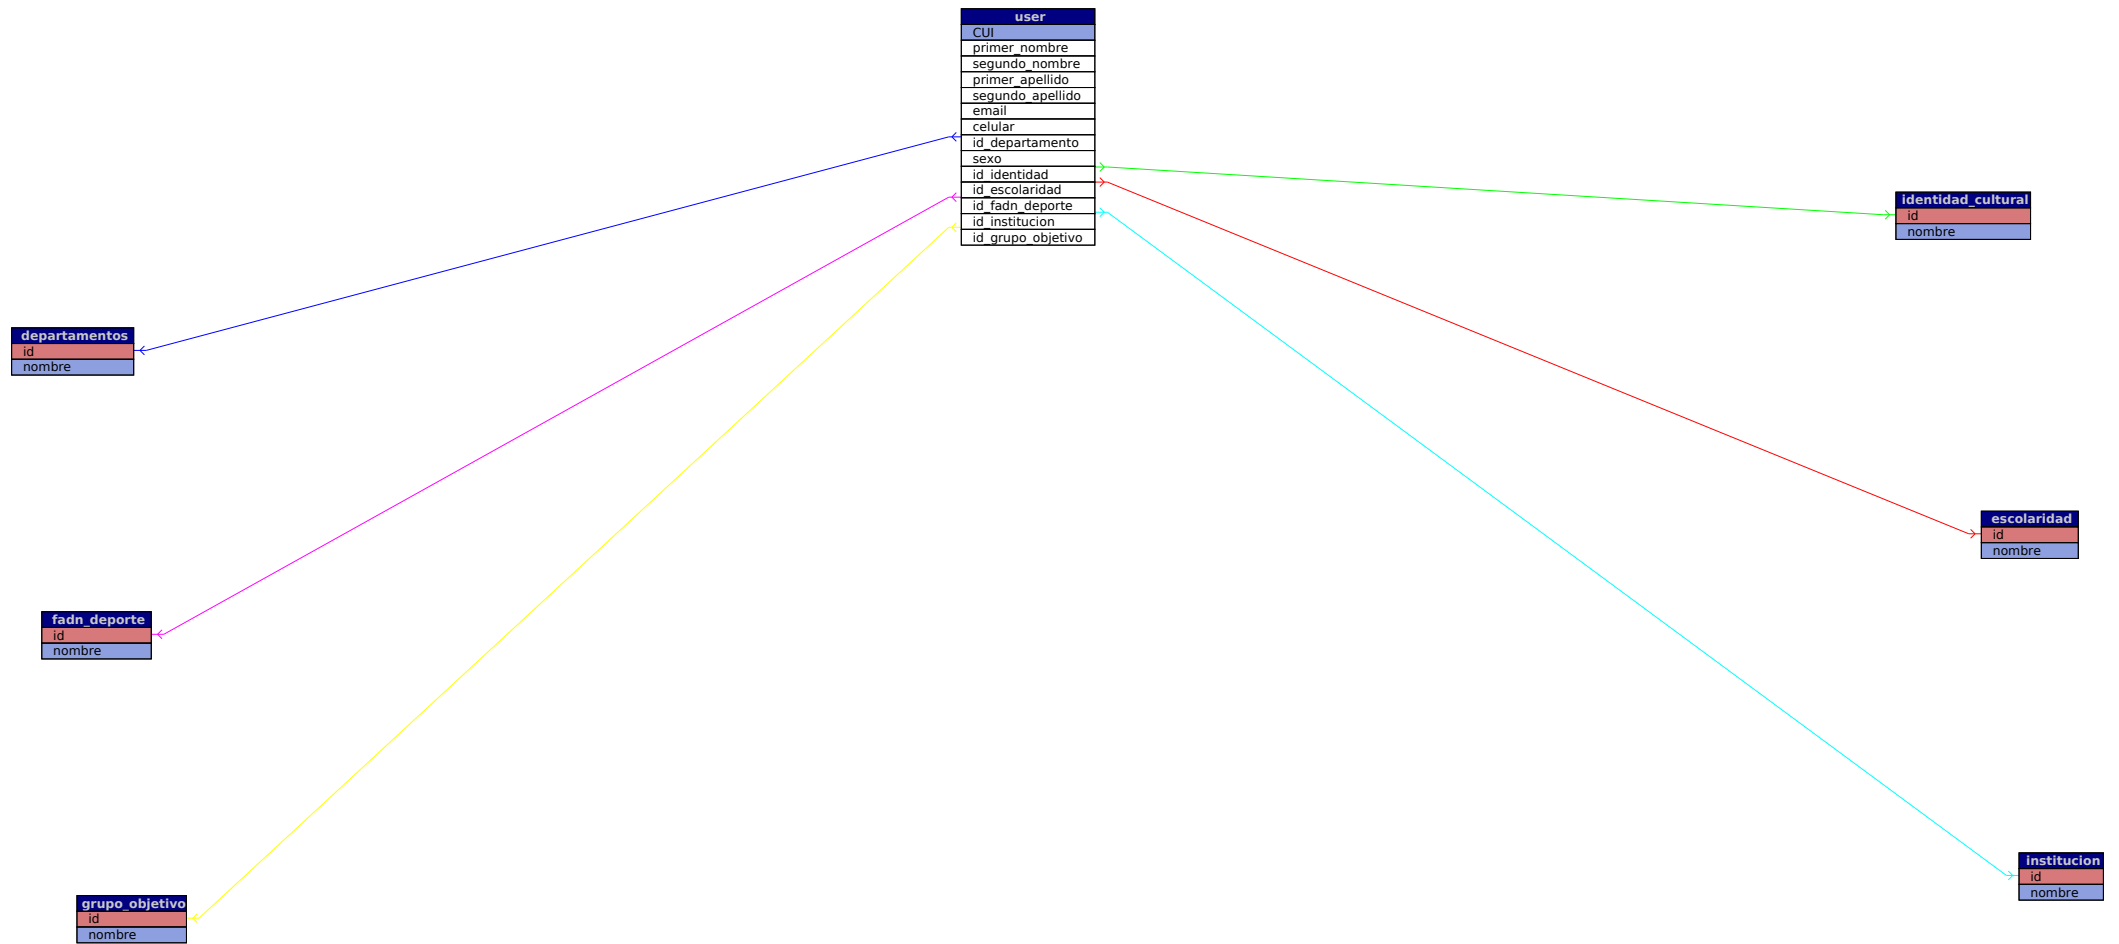 user
CUI
primer_nombre
segundo_nombre
primer_apellido
segundo_apellido
email
celular
id_departamento
sexo
id_identidad
id_escolaridad
id_fadn_deporte
id_institucion
id_grupo_objetivo
identidad_cultural
id
nombre
departamentos
id
nombre
escolaridad
id
nombre
fadn_deporte
id
nombre
institucion
id
nombre
grupo_objetivo
id
nombre